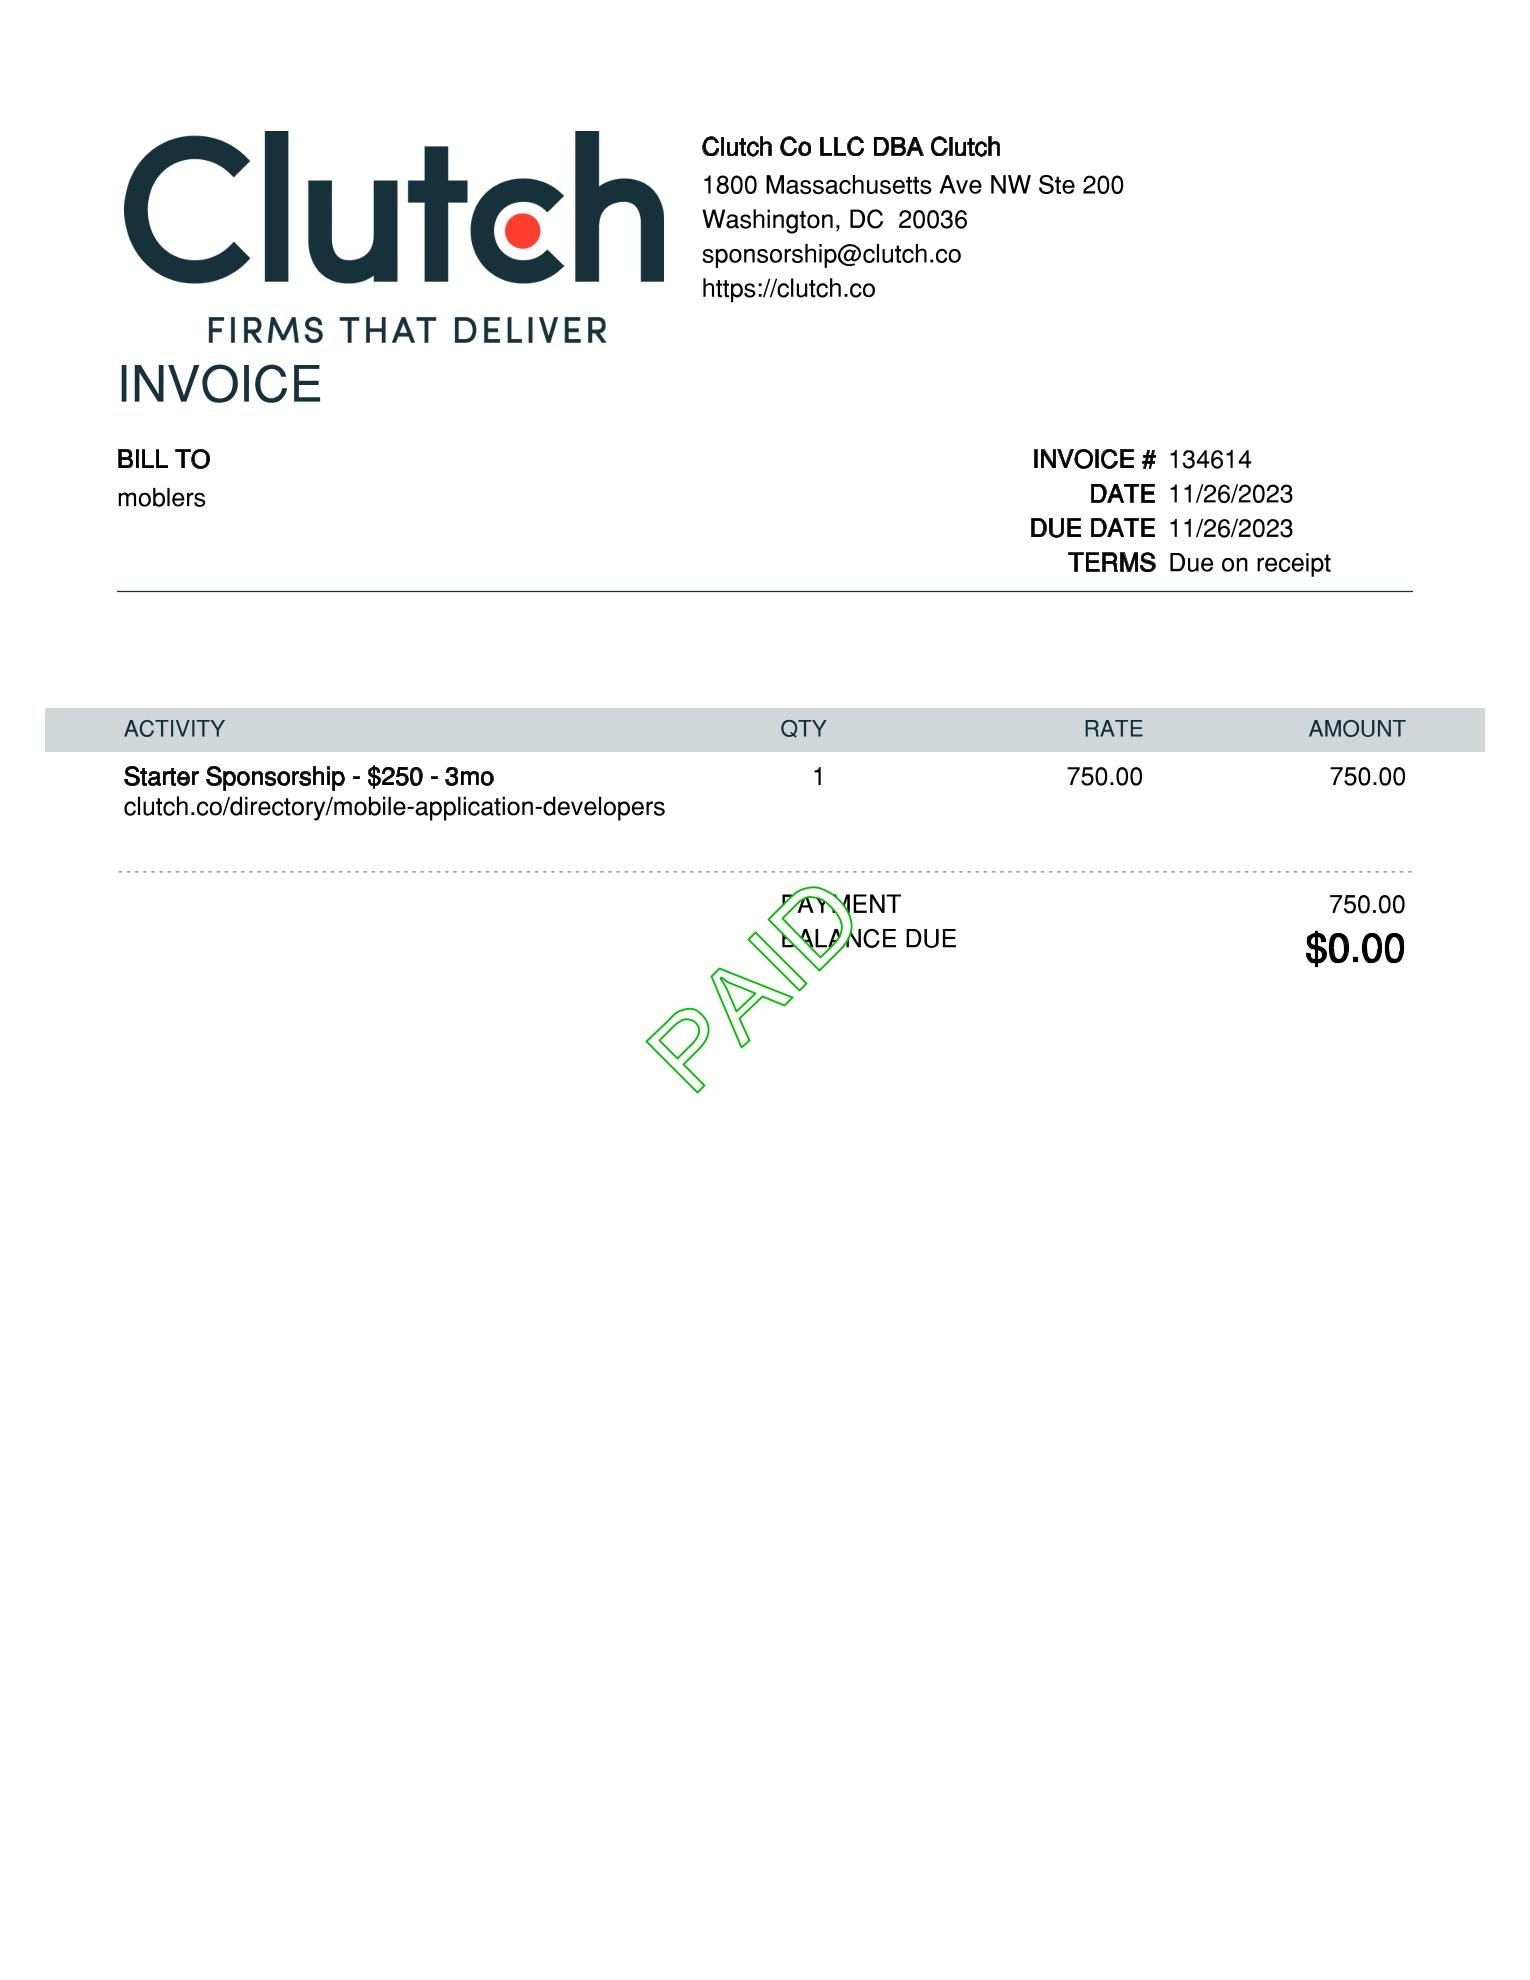 Clutch
FIRMS THAT DELIVER
Clutch Co LLC DBA Clutch
1800 Massachusetts Ave NW Ste 200
Washington, DC 20036
sponsorship@clutch.co
https://clutch.co
INVOICE
BILL TO
moblers
INVOICE # 134614
DATE 11/26/2023
DUE DATE 11/26/2023
TERMS Due on receipt
ACTIVITY QTY RATE AMOUNT
Starter Sponsorship - $250 - 3mo 1 750.00 750.00
clutch.co/directory/mobile-application-developers
PAYMENT 750.00
BALANCE DUE $0.00
PAID